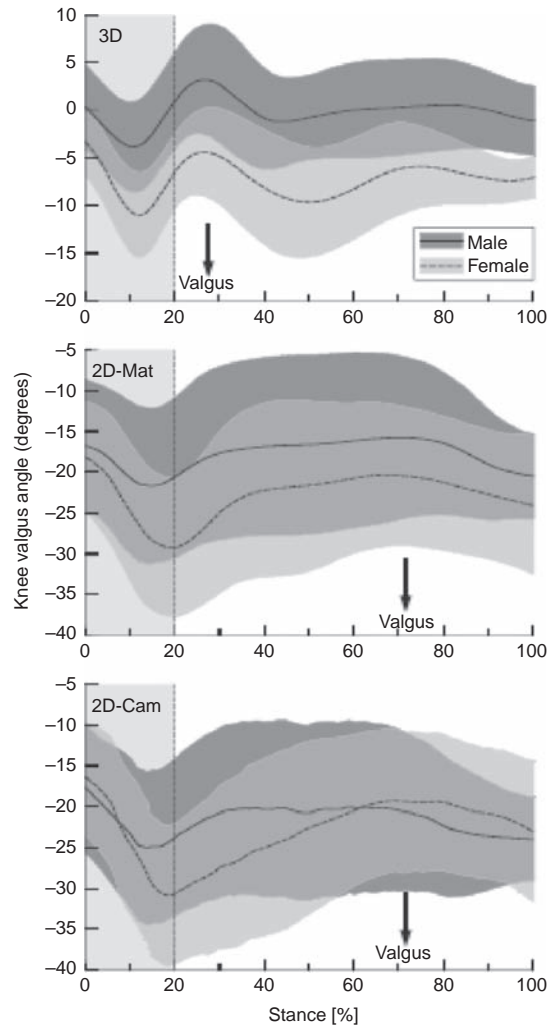 3D
10
5
0
–5
–10
–15
–20
Valgus
Male
Female
0 20 40 60 80 100
Knee valgus angle (degrees)
2D-Mat
–5
–10
–15
–20
–25
–30
–35
–40
Valgus
0 20 40 60 80 100
2D-Cam
–5
–10
–15
–20
–25
–30
–35
–40
Valgus
0 20 40 60 80 100
Stance [%]